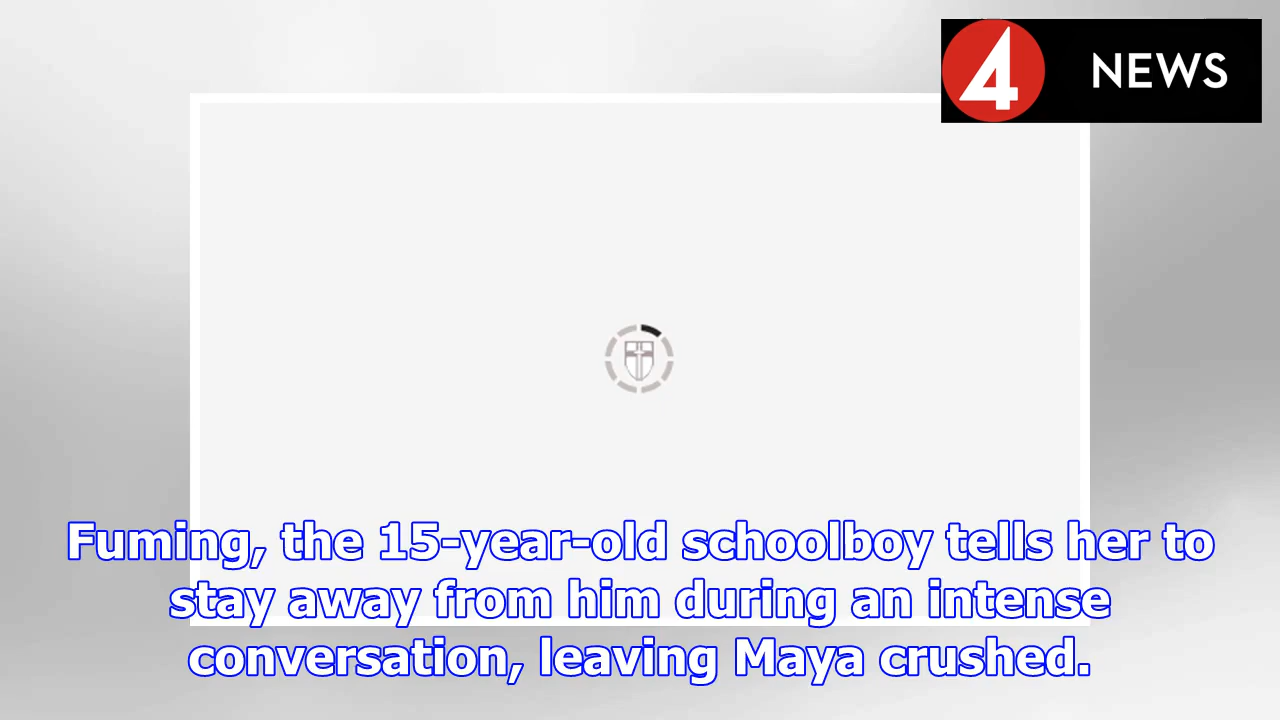 4 NEWS
Fuming, the 15-year-old schoolboy tells her to
stay away from him during an intense
conversation, leaving Maya crushed.